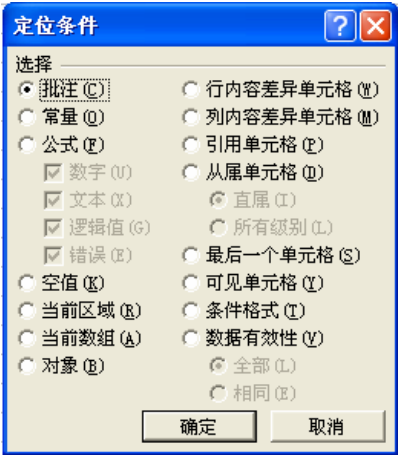 定位条件
选择
批注(C)
常量(O)
公式(F)
数字(U)
文本(X)
逻辑值(G)
错误(E)
空值(K)
当前区域(R)
当前数组(A)
对象(B)
行内容差异单元格(W)
列内容差异单元格(M)
引用单元格(P)
从属单元格(D)
直属(I)
所有级别(L)
最后一个单元格(S)
可见单元格(Y)
条件格式(T)
数据有效性(V)
全部(L)
相同(E)
确定
取消